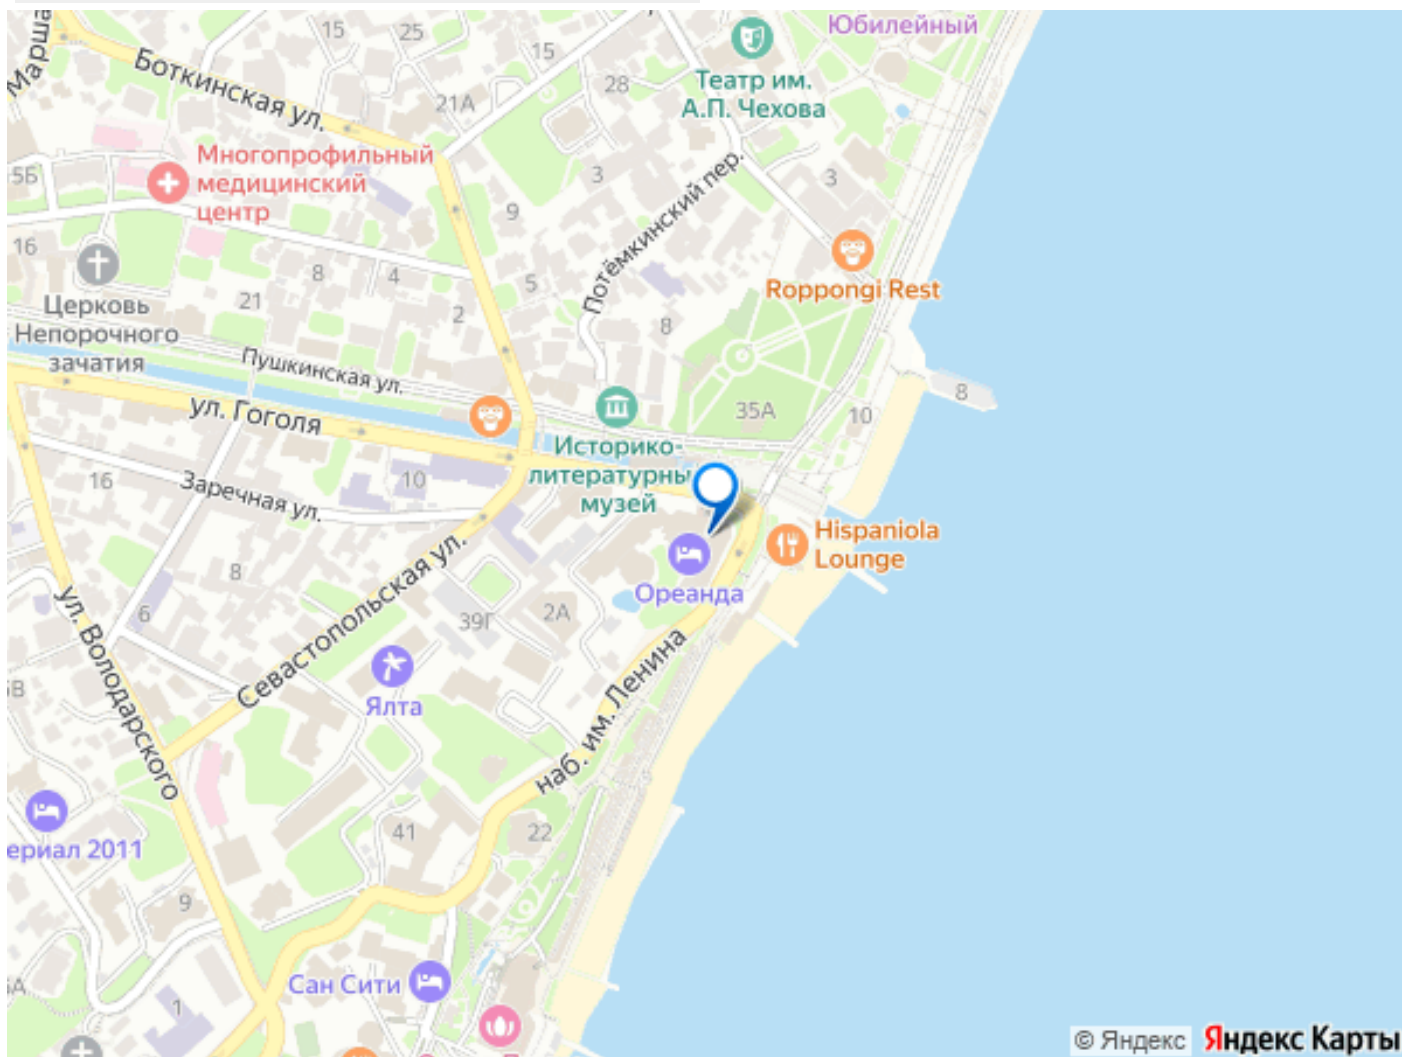 Юбилейный
15
25
Марша
Боткинская ул.
15
Театр им.
А.П. Чехова
28
21А
Многопрофильный
медицинский
центр
5Б
3
3
Потёмкинский пер.
9
16
8
4
5
Roppongi Rest
Церковь
Непорочного
зачатия
21
2
8
Пушкинская ул.
8
ул. Гоголя
35А
10
Историко-
литературны
музей
16
Заречная ул.
10
Hispaniola
Lounge
Ореанда
8
6
39Г
2А
Севастопольская ул.
ул. Володарского
наб. им. Ленина
Ялта
41
22
ериал 2011
9
Сан Сити
1
© Яндекс Яндекс Карты